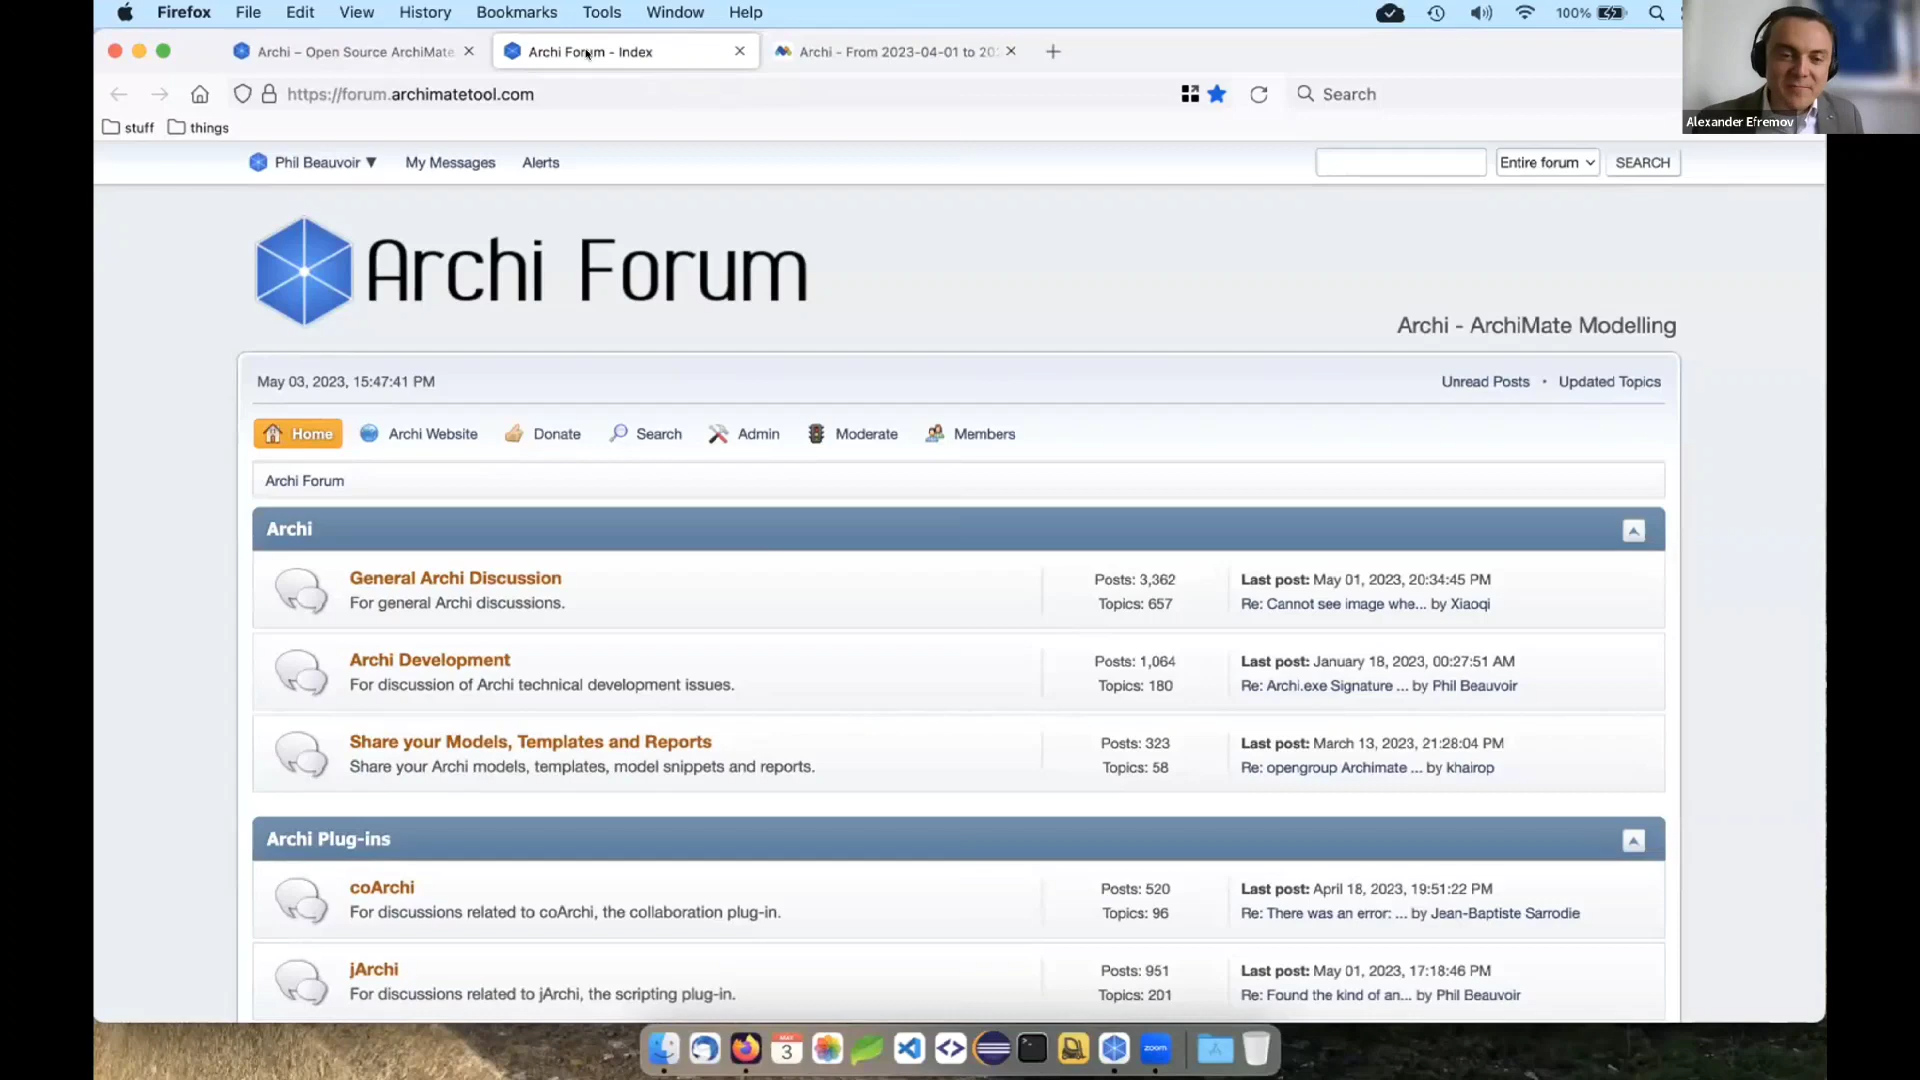 Firefox File Edit View History Bookmarks Tools Window Help 100%
Archi – Open Source ArchiMate
Archi Forum - Index
Archi - From 2023-04-01 to 20
https://forum.archimatetool.com
Search
stuff things
Alexander Efremov
Phil Beauvoir ▼ My Messages Alerts
Entire forum SEARCH
Archi Forum
Archi - ArchiMate Modelling
May 03, 2023, 15:47:41 PM
Unread Posts • Updated Topics
Home Archi Website Donate Search Admin Moderate Members
Archi Forum
Archi
General Archi Discussion
For general Archi discussions.
Posts: 3,362
Topics: 657
Last post: May 01, 2023, 20:34:45 PM
Re: Cannot see image whe... by Xiaoqi
Archi Development
For discussion of Archi technical development issues.
Posts: 1,064
Topics: 180
Last post: January 18, 2023, 00:27:51 AM
Re: Archi.exe Signature ... by Phil Beauvoir
Share your Models, Templates and Reports
Share your Archi models, templates, model snippets and reports.
Posts: 323
Topics: 58
Last post: March 13, 2023, 21:28:04 PM
Re: opengroup Archimate ... by khairop
Archi Plug-ins
coArchi
For discussions related to coArchi, the collaboration plug-in.
Posts: 520
Topics: 96
Last post: April 18, 2023, 19:51:22 PM
Re: There was an error: ... by Jean-Baptiste Sarrodie
jArchi
For discussions related to jArchi, the scripting plug-in.
Posts: 951
Topics: 201
Last post: May 01, 2023, 17:18:46 PM
Re: Found the kind of an... by Phil Beauvoir
MAY
3
zoom